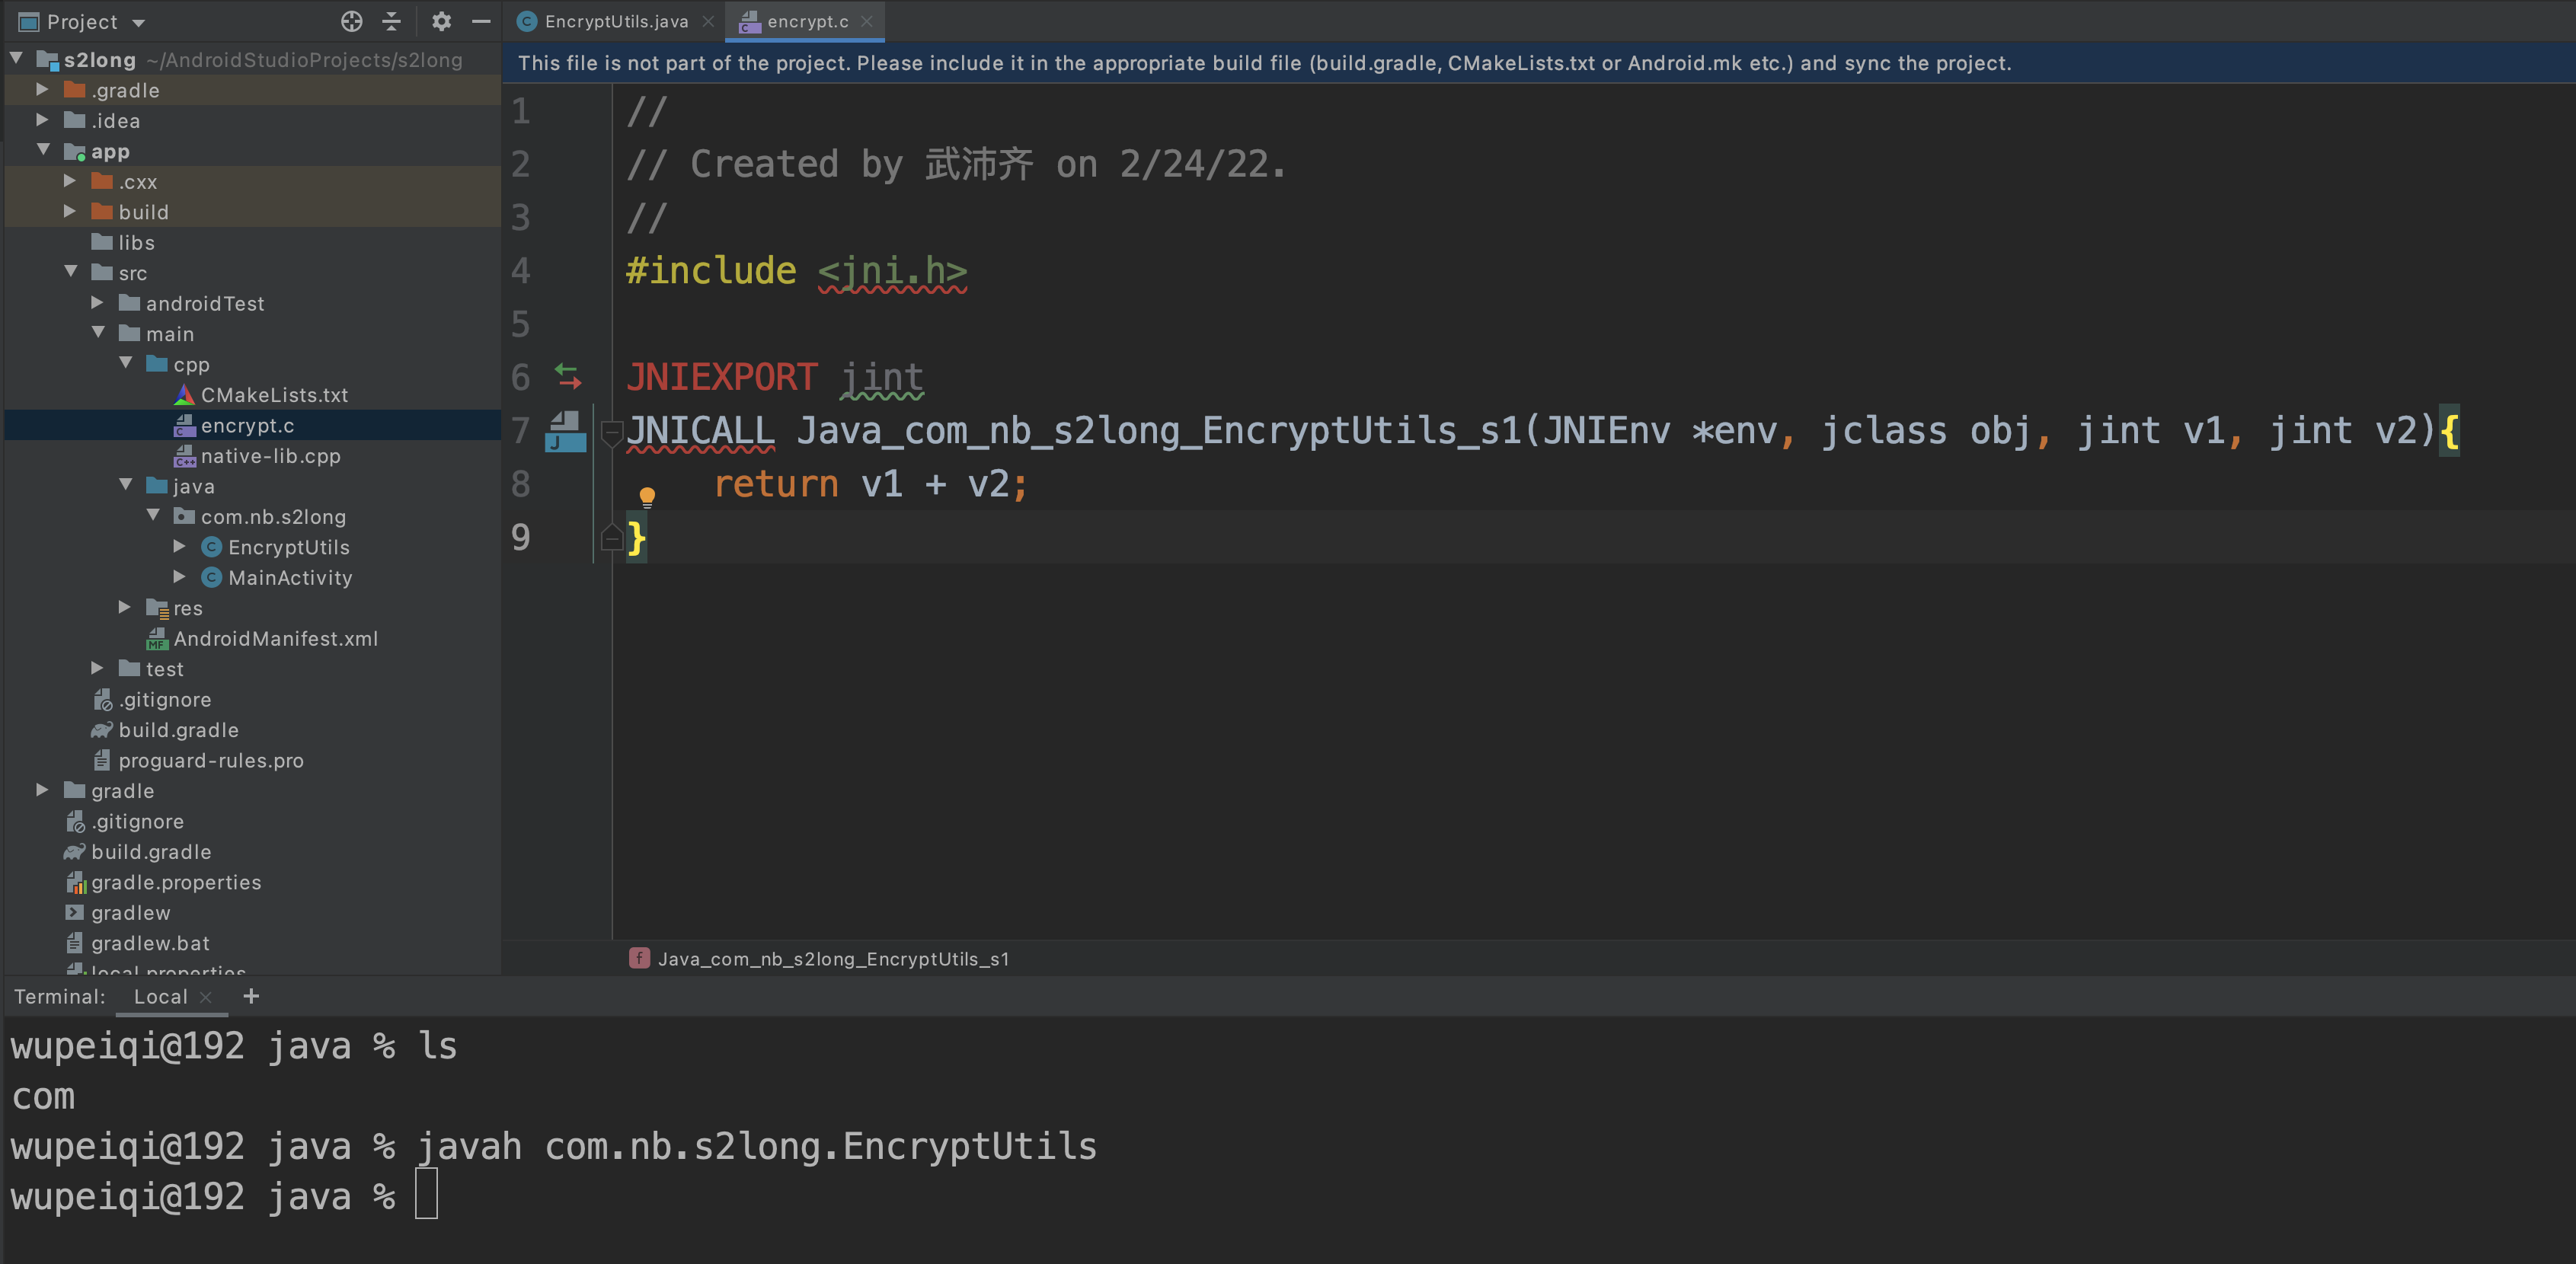 Project
s2long ~/AndroidStudioProjects/s2long
.gradle
.idea
app
.cxx
build
libs
src
androidTest
main
cpp
CMakeLists.txt
encrypt.c
native-lib.cpp
java
com.nb.s2long
EncryptUtils
MainActivity
res
AndroidManifest.xml
test
.gitignore
build.gradle
proguard-rules.pro
gradle
.gitignore
build.gradle
gradle.properties
gradlew
gradlew.bat
local.properties
EncryptUtils.java encrypt.c
This file is not part of the project. Please include it in the appropriate build file (build.gradle, CMakeLists.txt or Android.mk etc.) and sync the project.
1 //
2 // Created by 武沛齐 on 2/24/22.
3 //
4 #include <jni.h>
5
6 JNIEXPORT jint
7 JNICALL Java_com_nb_s2long_EncryptUtils_s1(JNIEnv *env, jclass obj, jint v1, jint v2){
8 return v1 + v2;
9 }
Java_com_nb_s2long_EncryptUtils_s1
Terminal: Local
wupeiqi@192 java % ls
com
wupeiqi@192 java % javah com.nb.s2long.EncryptUtils
wupeiqi@192 java %